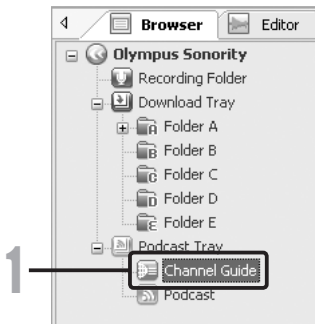 Browser Editor
Olympus Sonority
Recording Folder
Download Tray
A Folder A
B Folder B
C Folder C
D Folder D
E Folder E
Podcast Tray
1 Channel Guide
Podcast